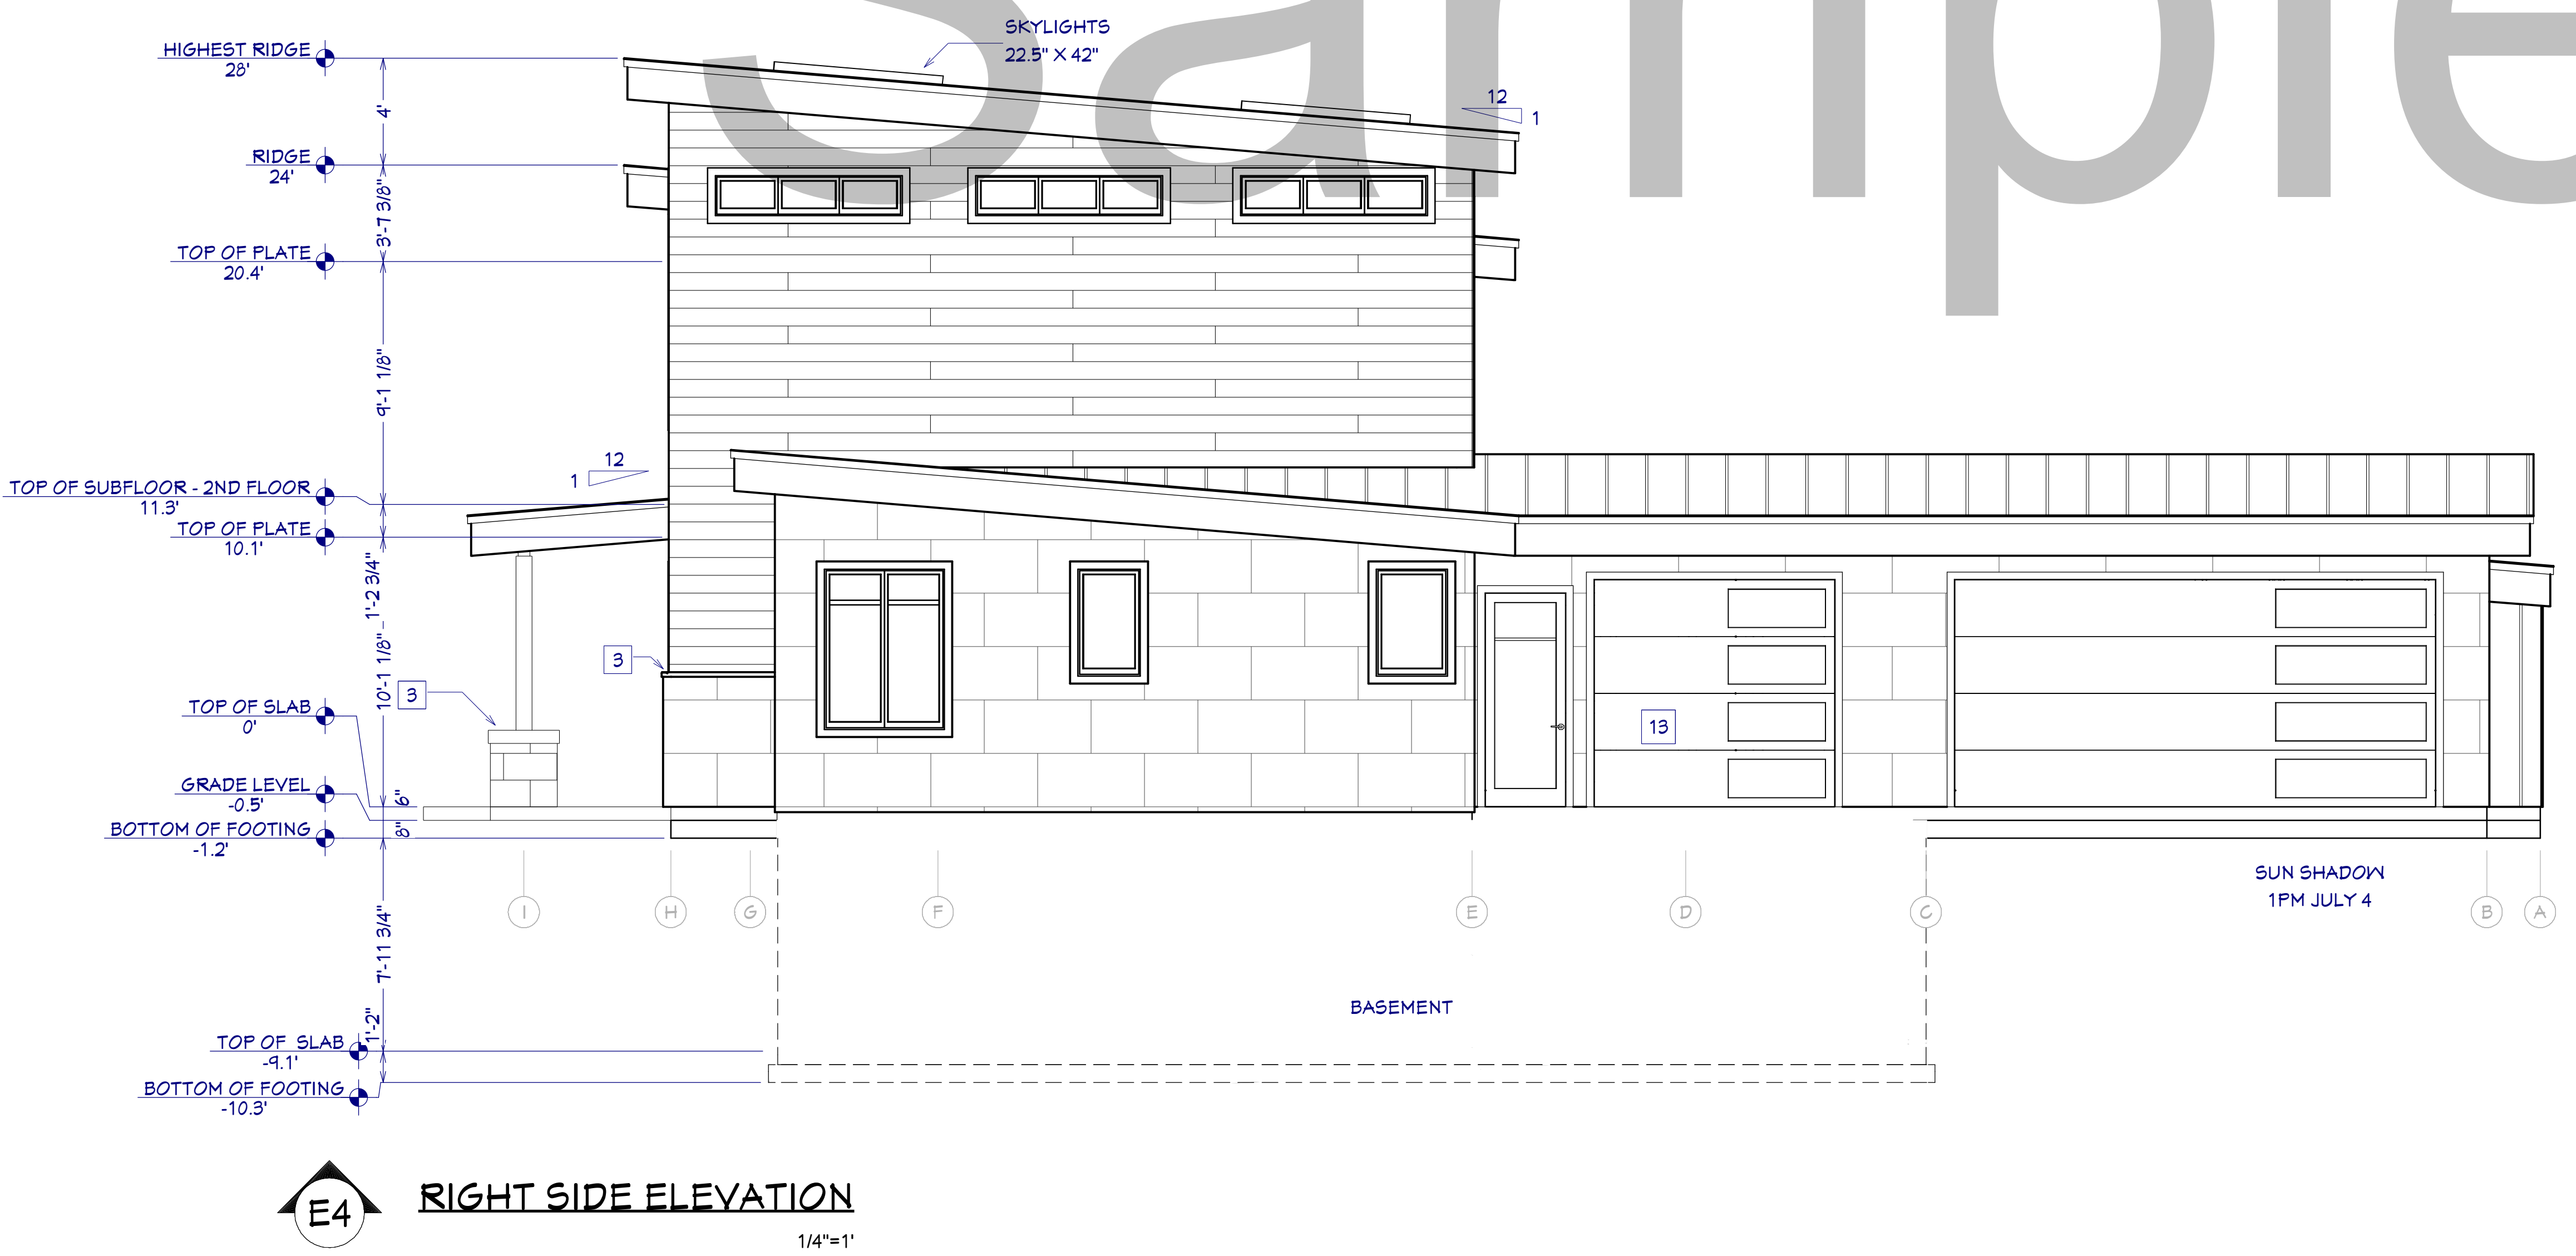 Sample
SKYLIGHTS
22.5" X 42"
HIGHEST RIDGE
28'
4'
12
1
RIDGE
24'
3'-7 3/8"
TOP OF PLATE
20.4'
9'-1 1/8"
12
1
TOP OF SUBFLOOR - 2ND FLOOR
11.3'
TOP OF PLATE
10.1'
1'-2 3/4"
10'-1 1/8"
3
3
13
TOP OF SLAB
0'
GRADE LEVEL
-0.5'
6"
BOTTOM OF FOOTING
-1.2'
8"
SUN SHADOW
1PM JULY 4
I H G F E D C B A
7'-11 3/4"
BASEMENT
1'-2"
TOP OF SLAB
-9.1'
BOTTOM OF FOOTING
-10.3'
E4
RIGHT SIDE ELEVATION
1/4"=1'